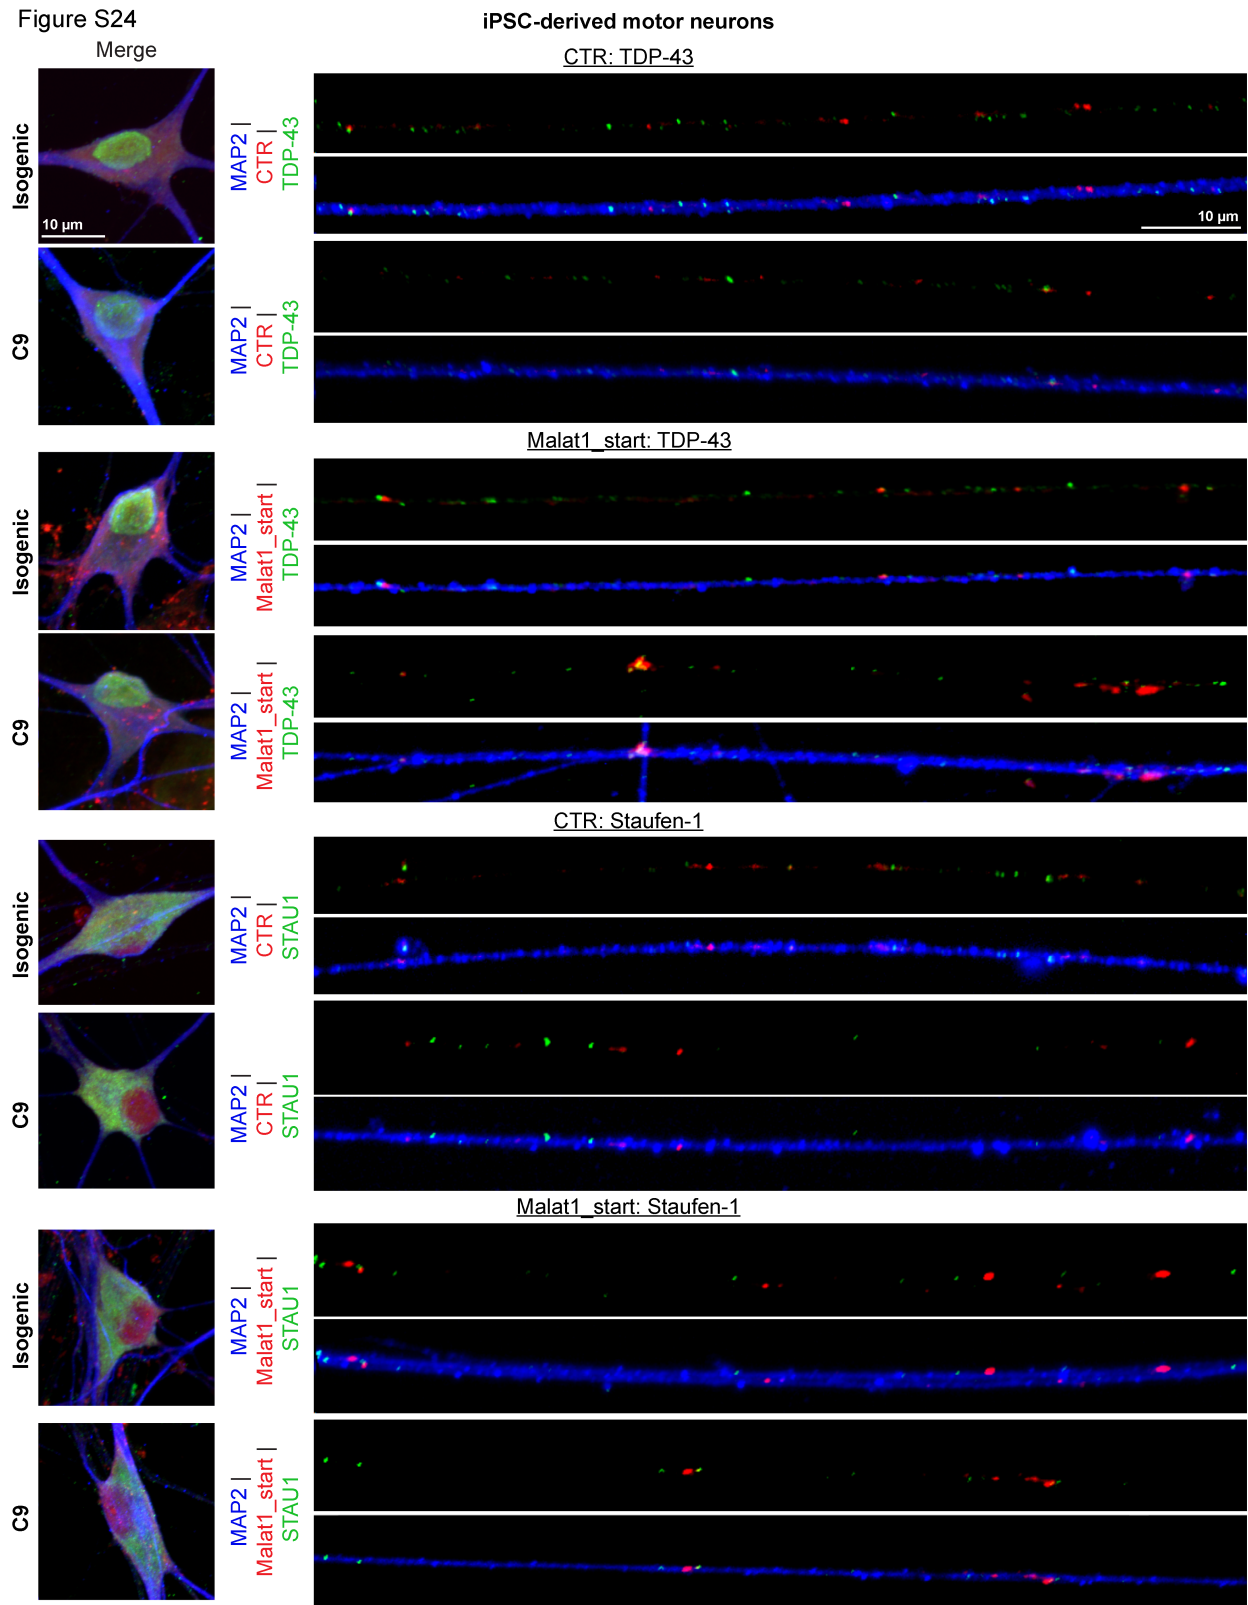 Figure S24
iPSC-derived motor neurons
Merge
CTR: TDP-43
Isogenic
10 µm
MAP2 |
CTR |
TDP-43
10 µm
C9
MAP2 |
CTR |
TDP-43
Malat1_start: TDP-43
Isogenic
MAP2 |
Malat1_start |
TDP-43
C9
MAP2 |
Malat1_start |
TDP-43
CTR: Staufen-1
Isogenic
MAP2 |
CTR |
STAU1
C9
MAP2 |
CTR |
STAU1
Malat1_start: Staufen-1
Isogenic
MAP2 |
Malat1_start |
STAU1
C9
MAP2 |
Malat1_start |
STAU1